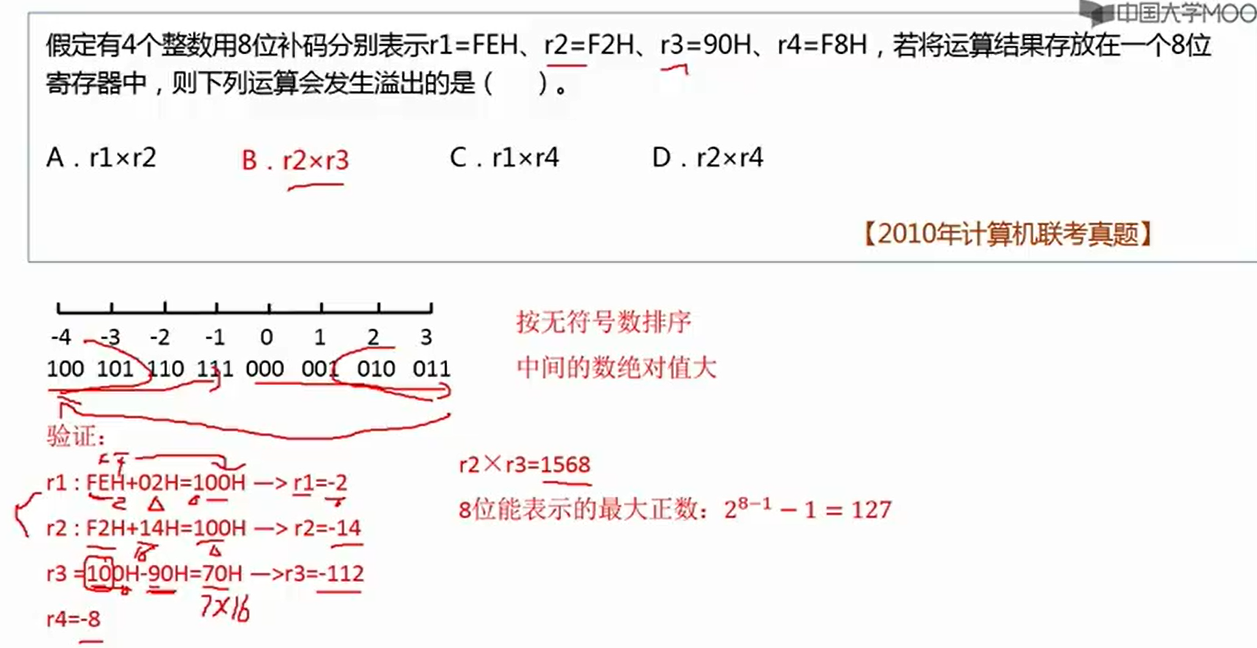 中国大学MOO
假定有4个整数用8位补码分别表示r1=FEH、r2=F2H、r3=90H、r4=F8H，若将运算结果存放在一个8位
寄存器中，则下列运算会发生溢出的是（ ）。
A．r1×r2 B．r2×r3 C．r1×r4 D．r2×r4
【2010年计算机联考真题】
-4 -3 -2 -1 0 1 2 3
100 101 110 111 000 001 010 011
按无符号数排序
中间的数绝对值大
验证：
r1：FEH+02H=100H —> r1=-2
r2：F2H+14H=100H —> r2=-14
r3 =100H-90H=70H —>r3=-112
7×16
r4=-8
r2×r3=1568
8位能表示的最大正数：2^{8−1} − 1 = 127